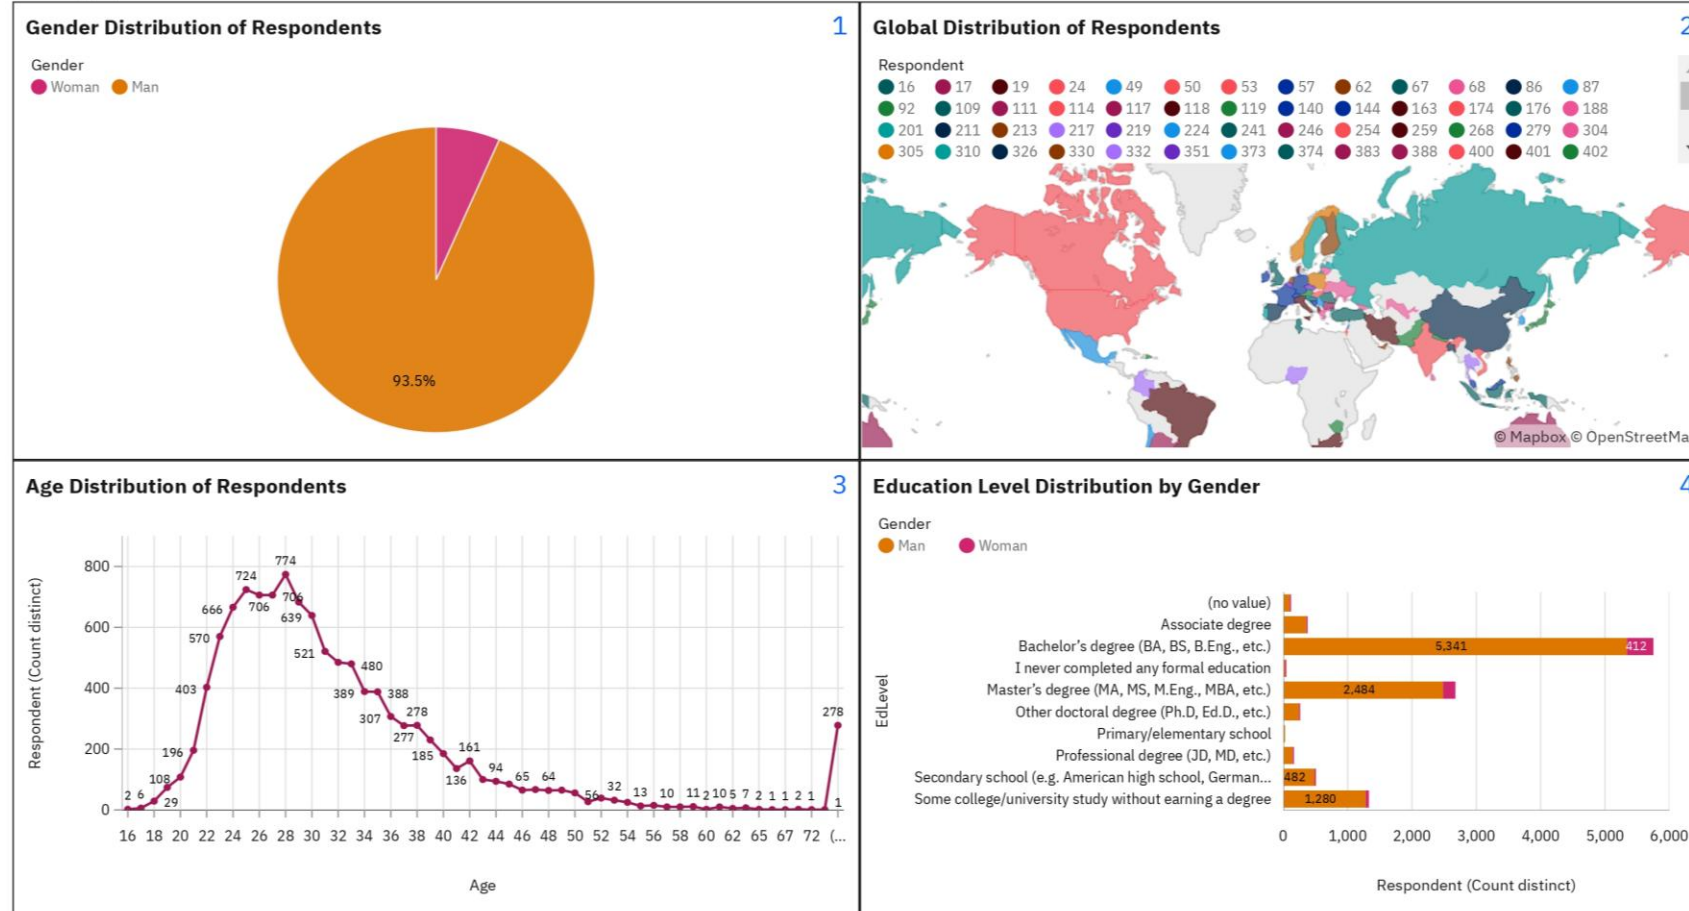 Gender Distribution of Respondents 1
Gender
Woman Man
93.5%
Global Distribution of Respondents 2
Respondent
16 17 19 24 49 50 53 57 62 67 68 86 87
92 109 111 114 117 118 119 140 144 163 174 176 188
201 211 213 217 219 224 241 246 254 259 268 279 304
305 310 326 330 332 351 373 374 383 388 400 401 402
© Mapbox © OpenStreetMa
Age Distribution of Respondents 3
Respondent (Count distinct)
800
600
400
200
0
2 6 29 108 196 403 570 666 724 706 774 706 639 521 480 389 388 307 277 278 185 136 161 94 65 64 56 32 13 10 11 2 10 5 7 2 1 1 2 1 1 278
16 18 20 22 24 26 28 30 32 34 36 38 40 42 44 46 48 50 52 54 56 58 60 62 65 67 72 (...
Age
Education Level Distribution by Gender 4
Gender
Man Woman
EdLevel
(no value)
Associate degree
Bachelor's degree (BA, BS, B.Eng., etc.) 5,341 412
I never completed any formal education
Master's degree (MA, MS, M.Eng., MBA, etc.) 2,484
Other doctoral degree (Ph.D, Ed.D., etc.)
Primary/elementary school
Professional degree (JD, MD, etc.)
Secondary school (e.g. American high school, German... 482
Some college/university study without earning a degree 1,280
0 1,000 2,000 3,000 4,000 5,000 6,000
Respondent (Count distinct)